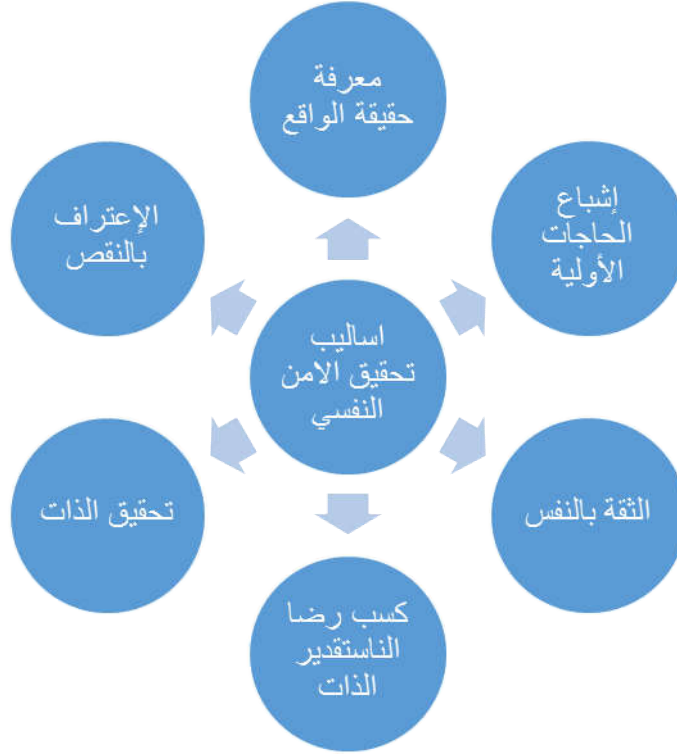 معرفة
حقيقة الواقع
إشباع
الحاجات
الأولية
الإعتراف
بالنقص
اساليب
تحقيق الامن
النفسي
الثقة بالنفس
تحقيق الذات
كسب رضا
الناستقدير
الذات